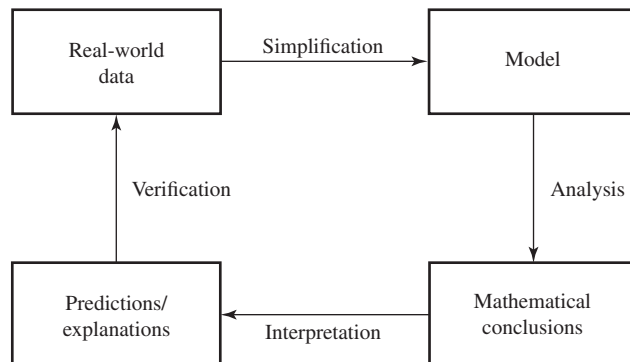 Real-world
data
Simplification
Model
Verification
Analysis
Predictions/
explanations
Interpretation
Mathematical
conclusions